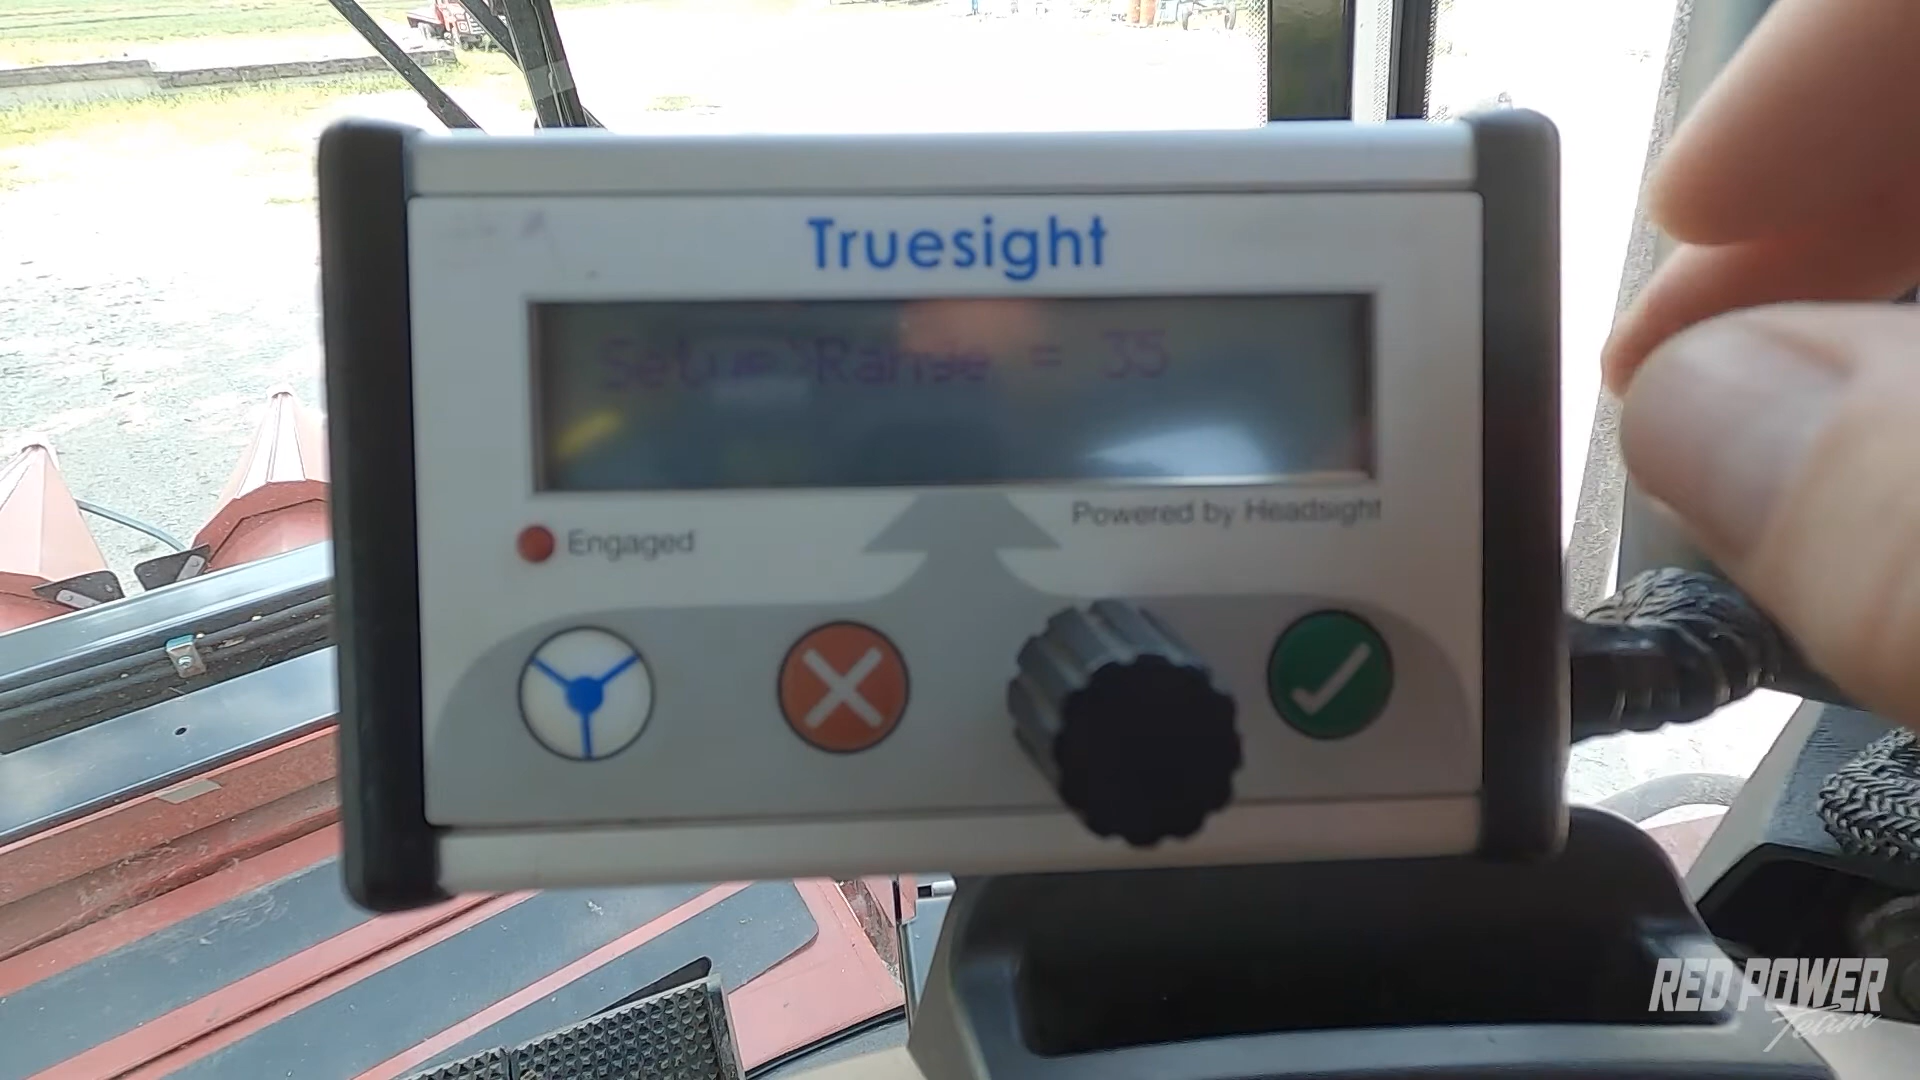 Truesight
Range = 35
Engaged
Powered by Headsight
RED POWER
Team